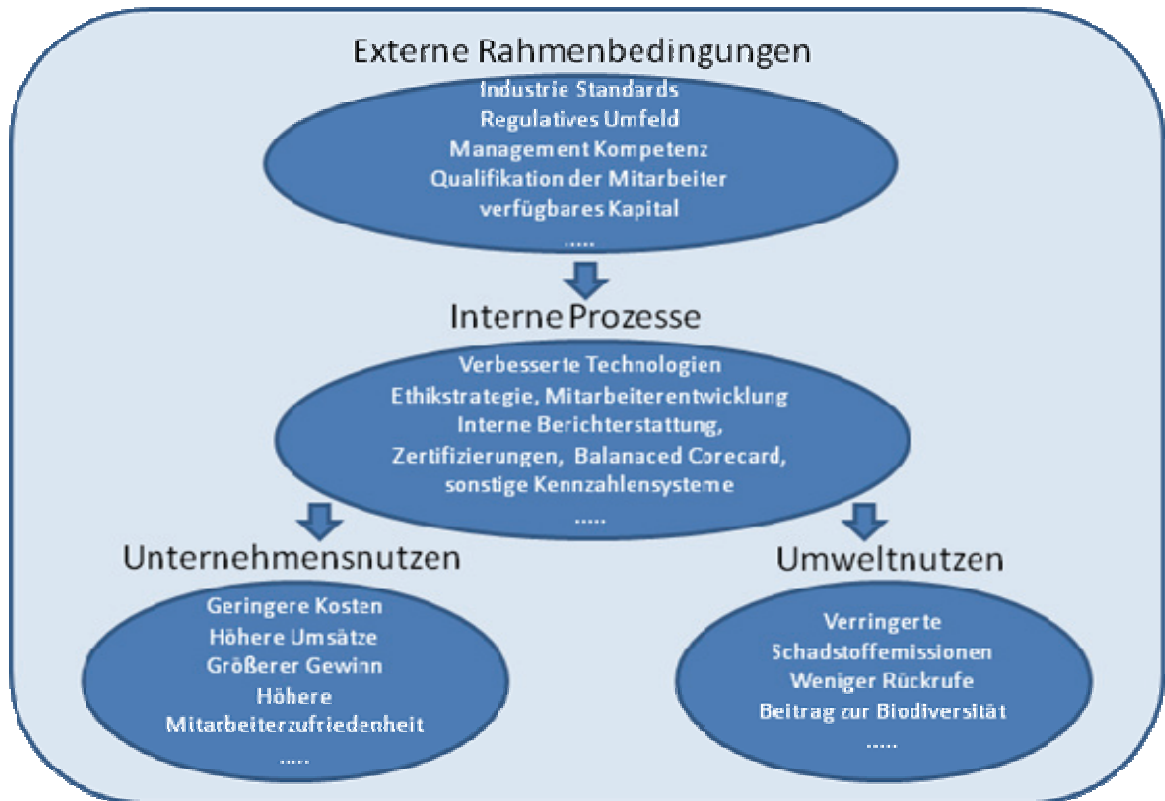 Externe Rahmenbedingungen
Industrie Standards
Regulatives Umfeld
Management Kompetenz
Qualifikation der Mitarbeiter
verfügbares Kapital
.....
Interne Prozesse
Verbesserte Technologien
Ethikstrategie, Mitarbeiterentwicklung
Interne Berichterstattung,
Zertifizierungen, Balanaced Corecard,
sonstige Kennzahlensysteme
.....
Unternehmensnutzen
Geringere Kosten
Höhere Umsätze
Größerer Gewinn
Höhere
Mitarbeiterzufriedenheit
.....
Umweltnutzen
Verringerte
Schadstoffemissionen
Weniger Rückrufe
Beitrag zur Biodiversität
.....